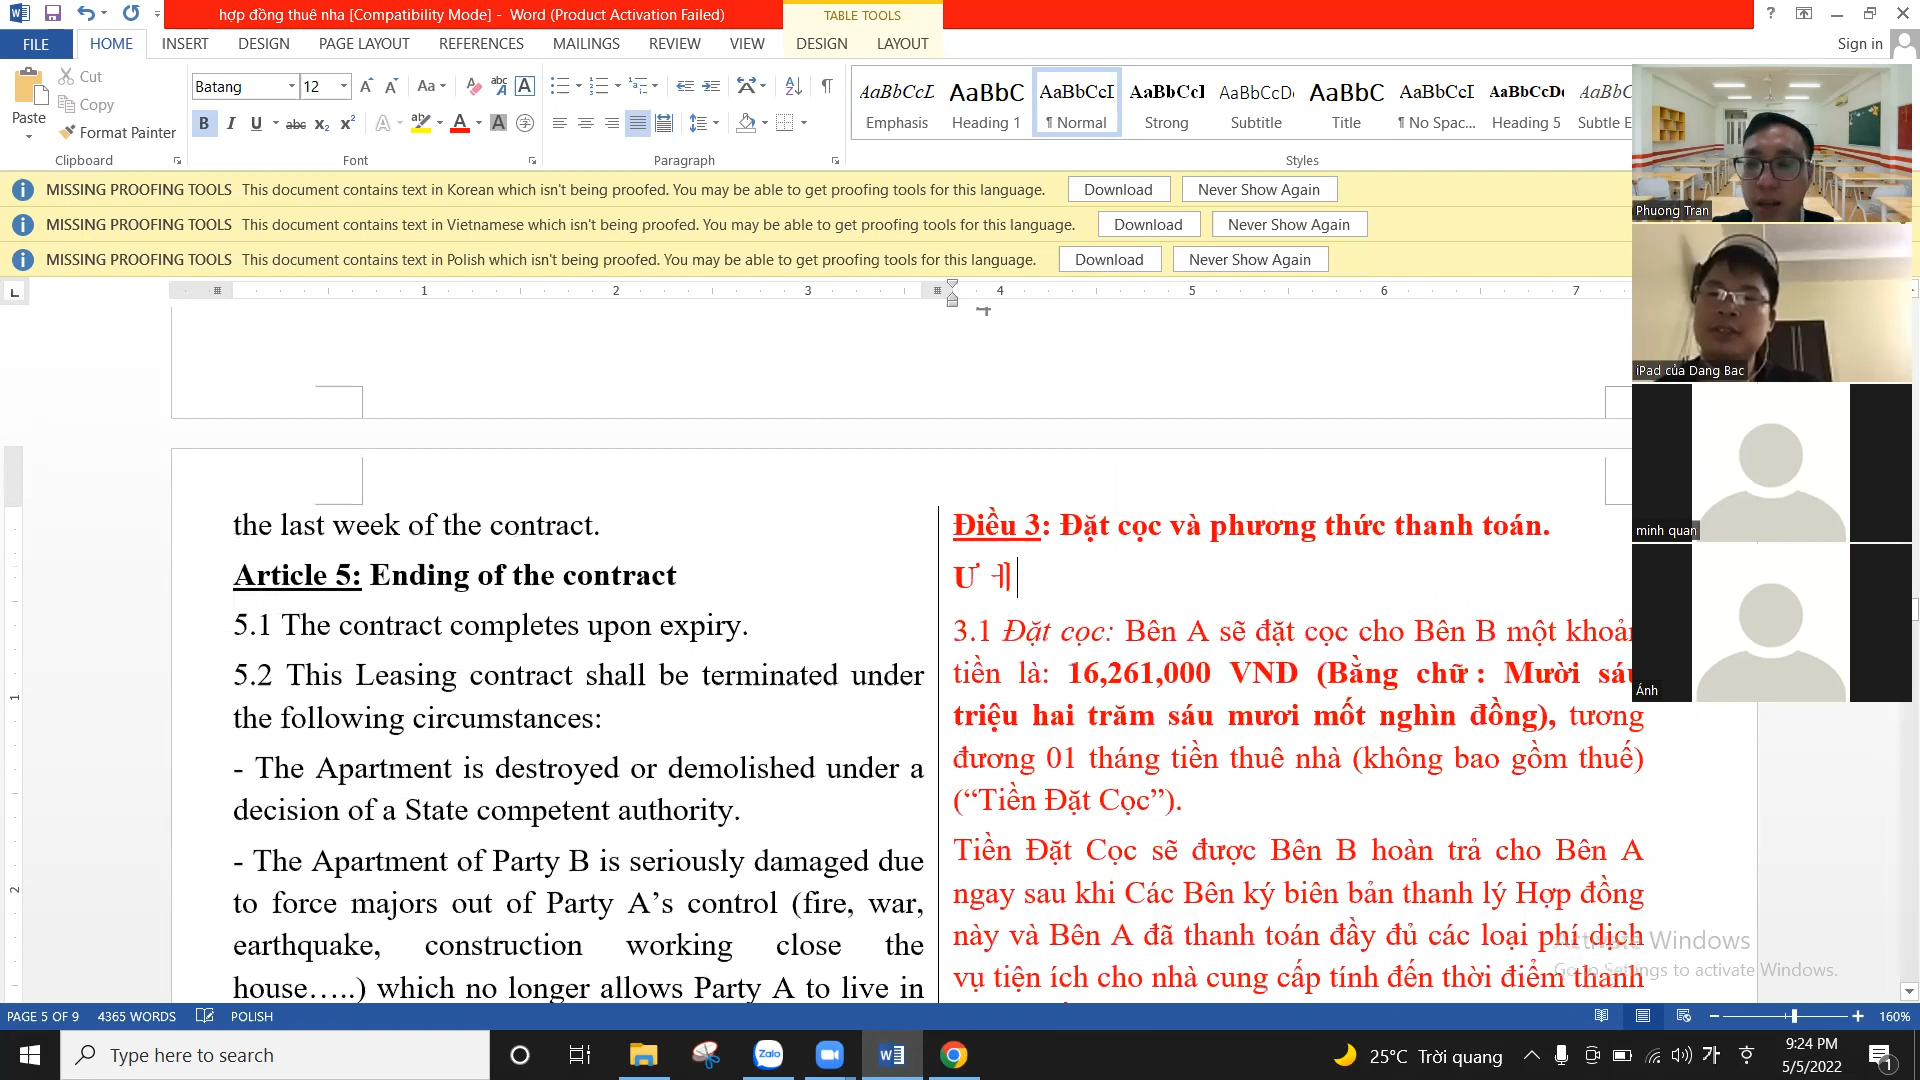 hợp đồng thuê nha [Compatibility Mode] - Word (Product Activation Failed)
TABLE TOOLS
FILE HOME INSERT DESIGN PAGE LAYOUT REFERENCES MAILINGS REVIEW VIEW DESIGN LAYOUT Sign in
Paste Cut Copy Format Painter Clipboard
Batang 12 Font Paragraph
AaBbCcL AaBbC AaBbCcI AaBbCcI AaBbCcD AaBbC AaBbCcI AaBbCcD AaBbC
Emphasis Heading 1 ¶ Normal Strong Subtitle Title ¶ No Spac... Heading 5 Subtle E
Styles
MISSING PROOFING TOOLS This document contains text in Korean which isn't being proofed. You may be able to get proofing tools for this language. Download Never Show Again
MISSING PROOFING TOOLS This document contains text in Vietnamese which isn't being proofed. You may be able to get proofing tools for this language. Download Never Show Again
MISSING PROOFING TOOLS This document contains text in Polish which isn't being proofed. You may be able to get proofing tools for this language. Download Never Show Again
1 2 3 4 5 6 7
the last week of the contract.
Article 5: Ending of the contract
5.1 The contract completes upon expiry.
5.2 This Leasing contract shall be terminated under
the following circumstances:
- The Apartment is destroyed or demolished under a
decision of a State competent authority.
- The Apartment of Party B is seriously damaged due
to force majors out of Party A's control (fire, war,
earthquake, construction working close the
house…..) which no longer allows Party A to live in
Điều 3: Đặt cọc và phương thức thanh toán.
Ư ㅖ
3.1 Đặt cọc: Bên A sẽ đặt cọc cho Bên B một khoản
tiền là: 16,261,000 VND (Bằng chữ : Mười sáu
triệu hai trăm sáu mươi mốt nghìn đồng), tương
đương 01 tháng tiền thuê nhà (không bao gồm thuế)
(“Tiền Đặt Cọc”).
Tiền Đặt Cọc sẽ được Bên B hoàn trả cho Bên A
ngay sau khi Các Bên ký biên bản thanh lý Hợp đồng
này và Bên A đã thanh toán đầy đủ các loại phí dịch
vụ tiện ích cho nhà cung cấp tính đến thời điểm thanh
Phuong Tran
iPad của Dang Bac
minh quan
Ánh
Activate Windows
Go to Settings to activate Windows.
PAGE 5 OF 9 4365 WORDS POLISH 160%
Type here to search
Zalo
25°C Trời quang
가
9:24 PM
5/5/2022
1